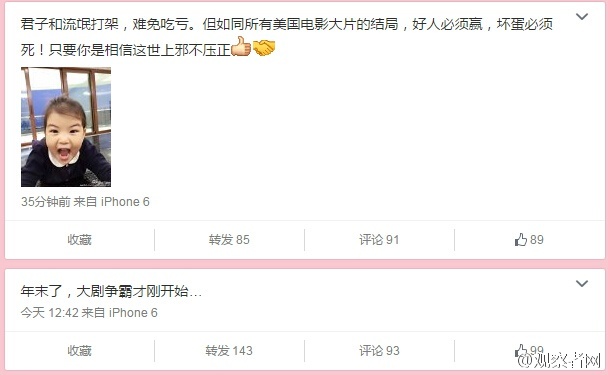 君子和流氓打架，难免吃亏。但如同所有美国电影大片的结局，好人必须赢，坏蛋必须
死！只要你是相信这世上邪不压正👍🤝
35分钟前 来自 iPhone 6
收藏
转发 85
评论 91
89
年末了，大剧争霸才刚开始...
今天 12:42 来自 iPhone 6
收藏
转发 143
评论 93
99
@观察者网